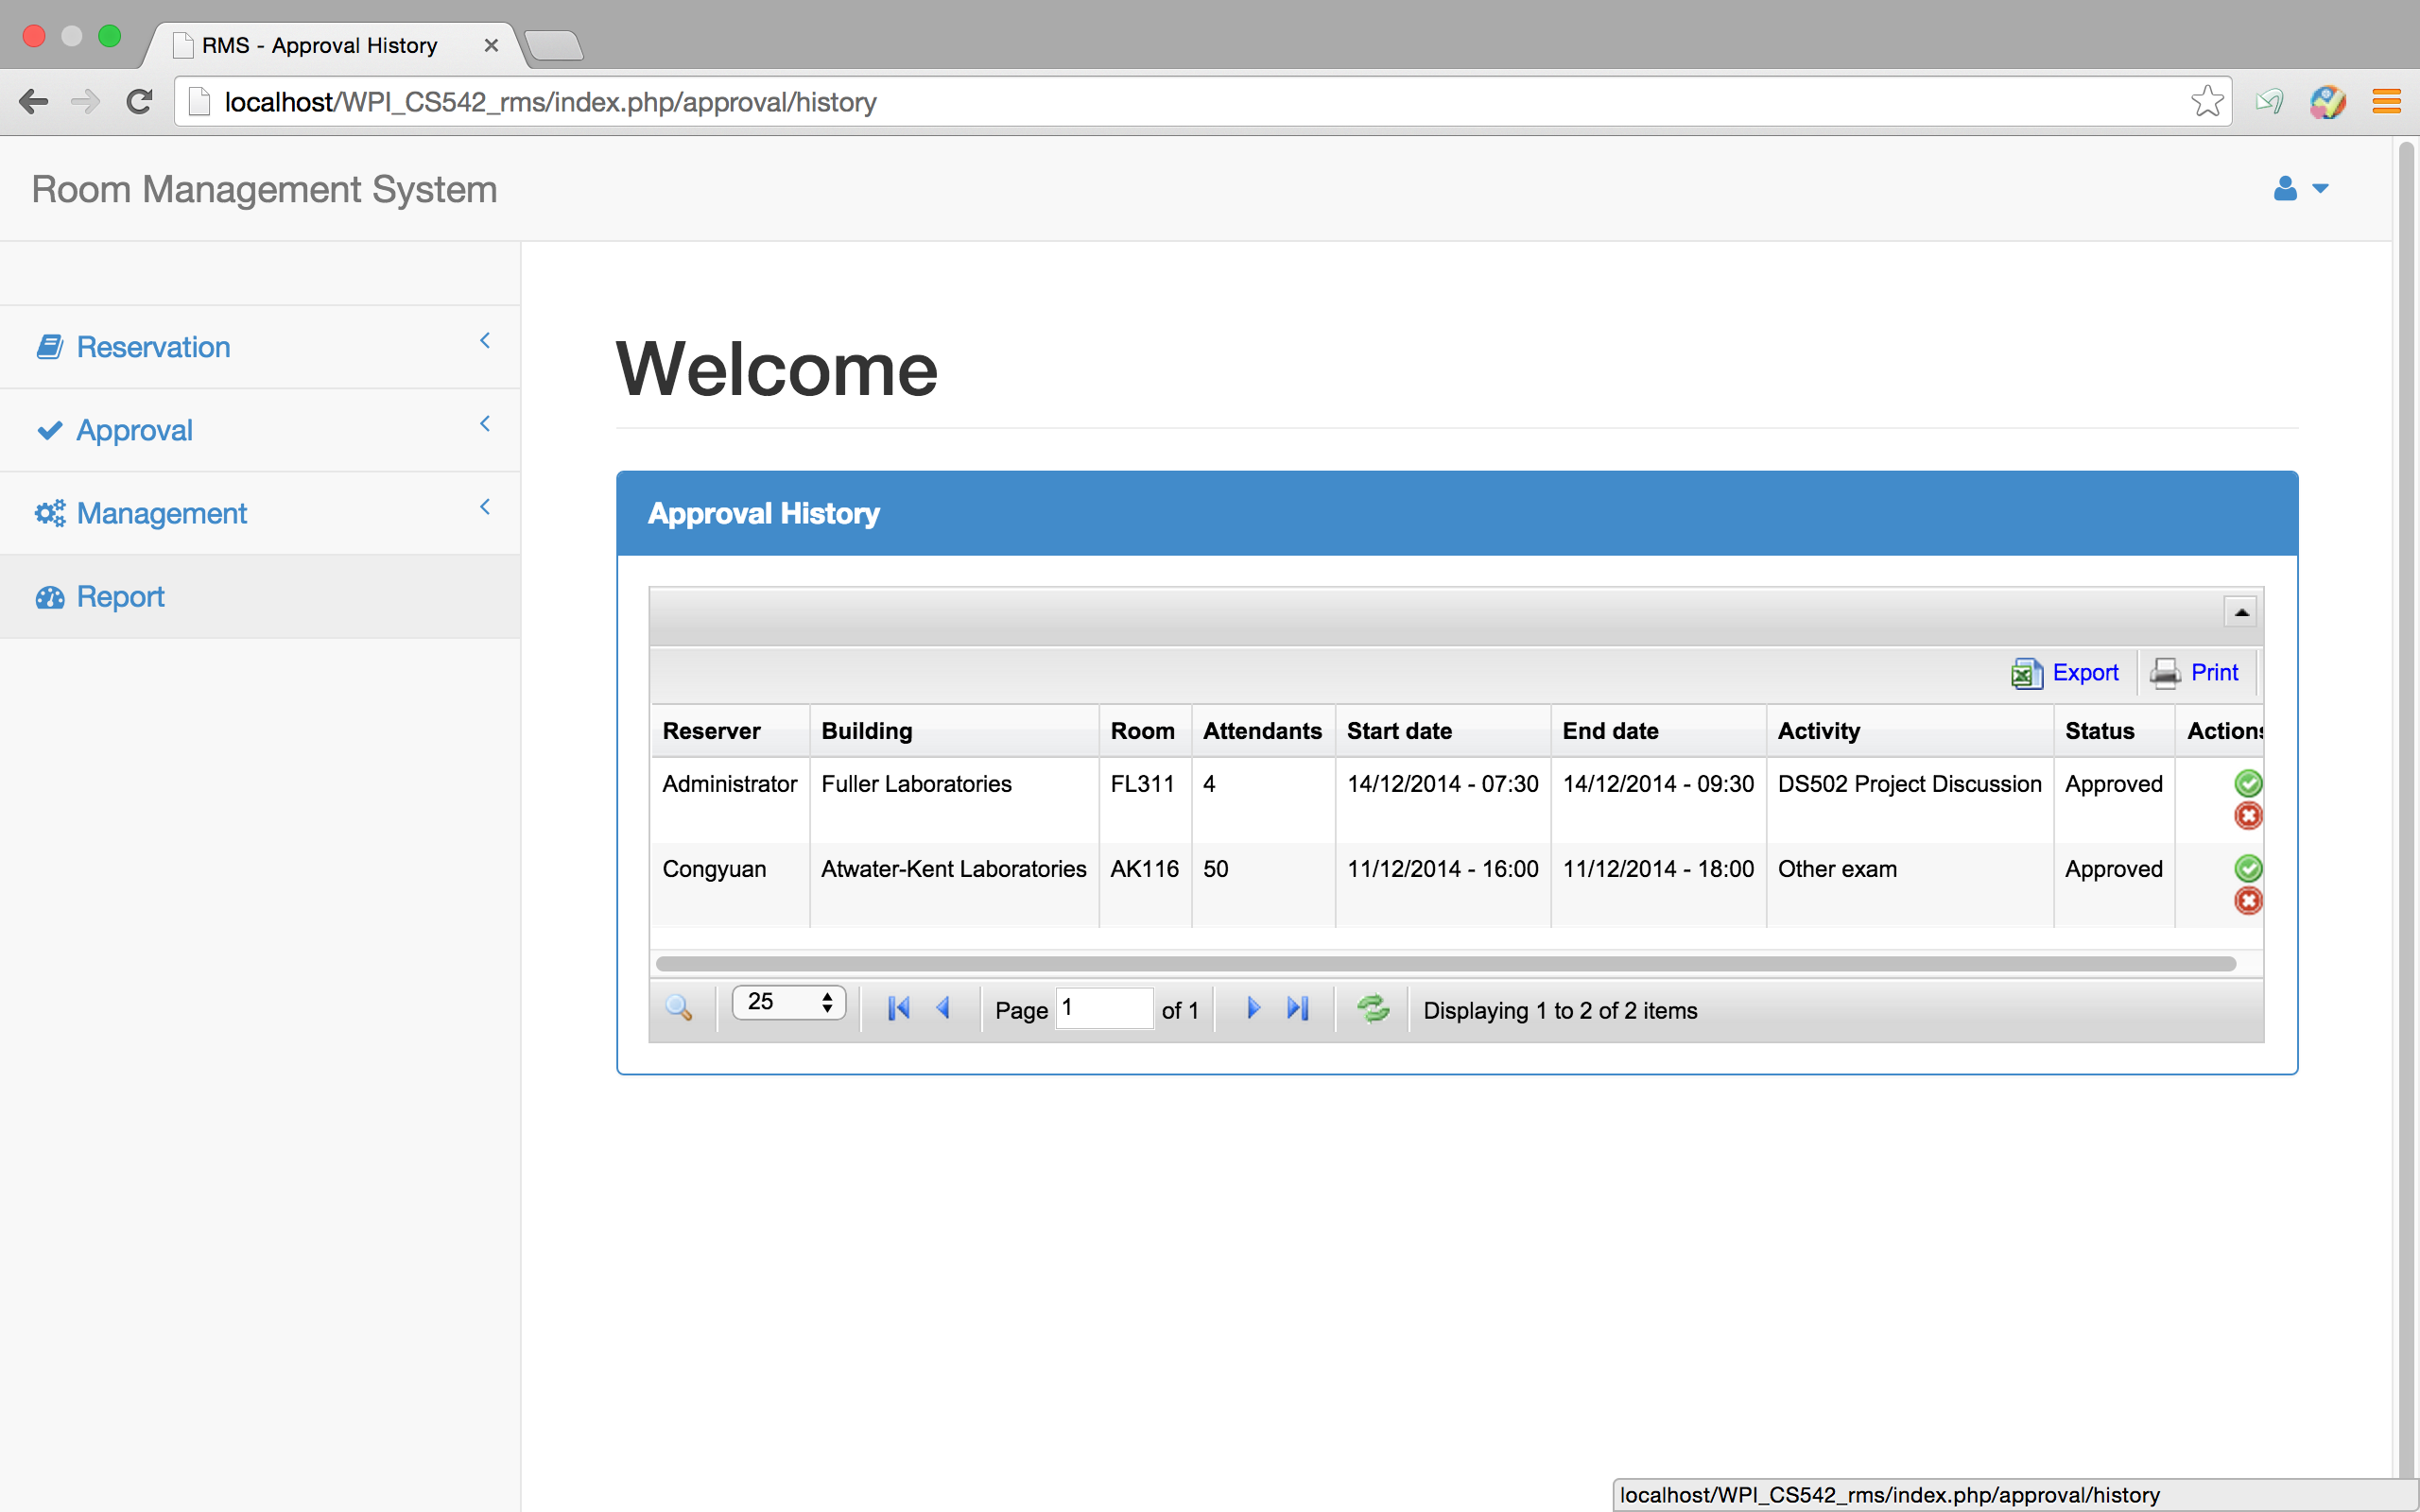 RMS - Approval History
localhost/WPI_CS542_rms/index.php/approval/history
Room Management System
Reservation
Approval
Management
Report
Welcome
Approval History
Export Print
Reserver Building Room Attendants Start date End date Activity Status Actions
Administrator Fuller Laboratories FL311 4 14/12/2014 - 07:30 14/12/2014 - 09:30 DS502 Project Discussion Approved
Congyuan Atwater-Kent Laboratories AK116 50 11/12/2014 - 16:00 11/12/2014 - 18:00 Other exam Approved
25 Page 1 of 1 Displaying 1 to 2 of 2 items
localhost/WPI_CS542_rms/index.php/approval/history